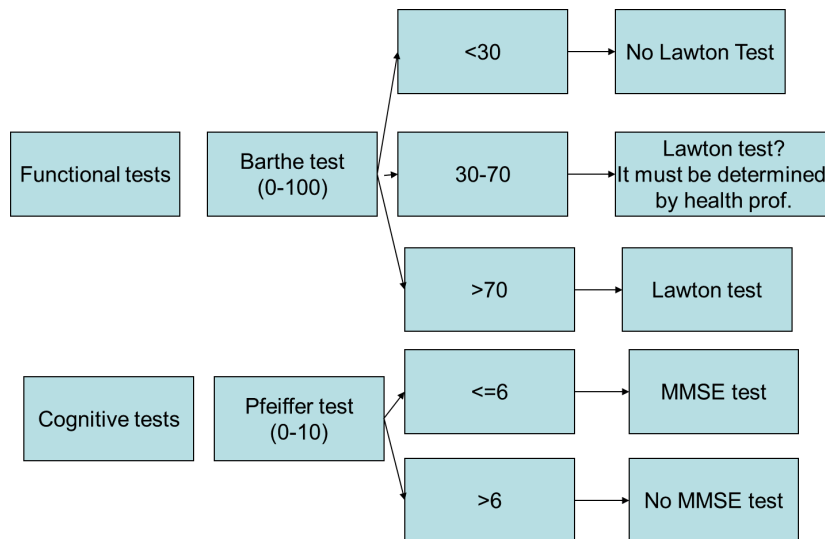 <30
No Lawton Test
Functional tests
Barthe test
(0-100)
30-70
Lawton test?
It must be determined
by health prof.
>70
Lawton test
Cognitive tests
Pfeiffer test
(0-10)
<=6
MMSE test
>6
No MMSE test